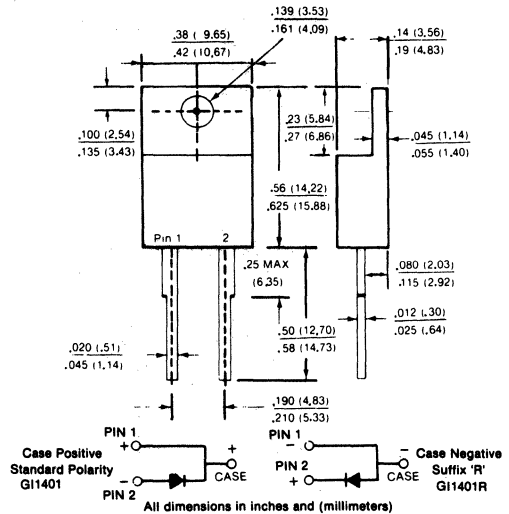 .139 (3.53)
.161 (4.09)
.38 ( 9.65)
.42 (10.67)
.14 (3.56)
.19 (4.83)
.100 (2.54)
.135 (3.43)
.23 (5.84)
.27 (6.86)
.045 (1.14)
.055 (1.40)
.56 (14.22)
.625 (15.88)
Pin 1
2
.25 MAX
(6.35)
.080 (2.03)
.115 (2.92)
.012 (.30)
.025 (.64)
.50 (12.70)
.58 (14.73)
.020 (.51)
.045 (1.14)
.190 (4.83)
.210 (5.33)
Case Positive
Standard Polarity
GI1401
PIN 1
+
–
PIN 2
+
CASE
PIN 1
–
PIN 2
+
–
CASE
Case Negative
Suffix 'R'
GI1401R
All dimensions in inches and (millimeters)